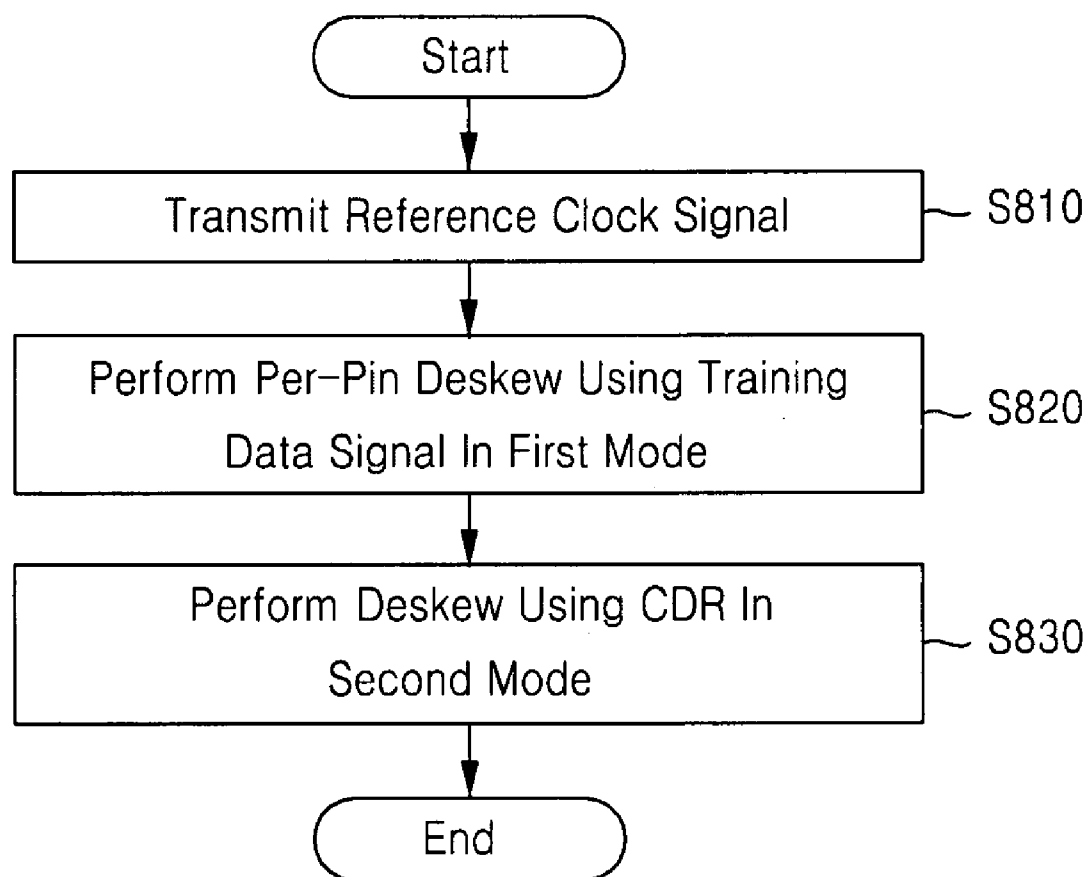 Start
Transmit Reference Clock Signal
S810
Perform Per-Pin Deskew Using Training
Data Signal In First Mode
S820
Perform Deskew Using CDR In
Second Mode
S830
End